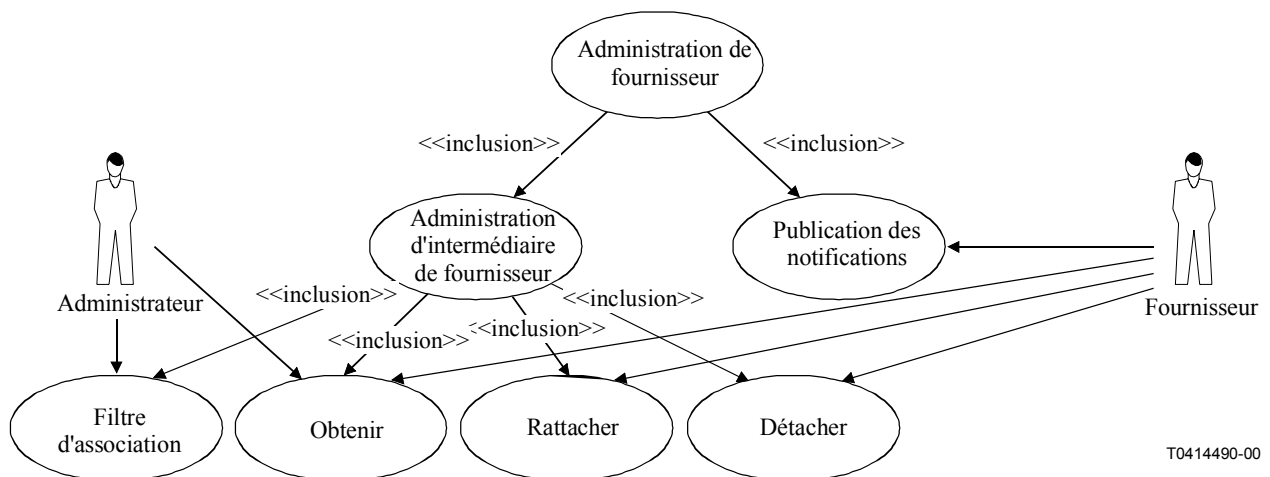 Administration de
fournisseur
<<inclusion>>
<<inclusion>>
Administration
d'intermédiaire
de fournisseur
Publication des
notifications
Administrateur
Fournisseur
<<inclusion>>
<<inclusion>>
<<inclusion>>
<<inclusion>>
Filtre
d'association
Obtenir
Rattacher
Détacher
T0414490-00